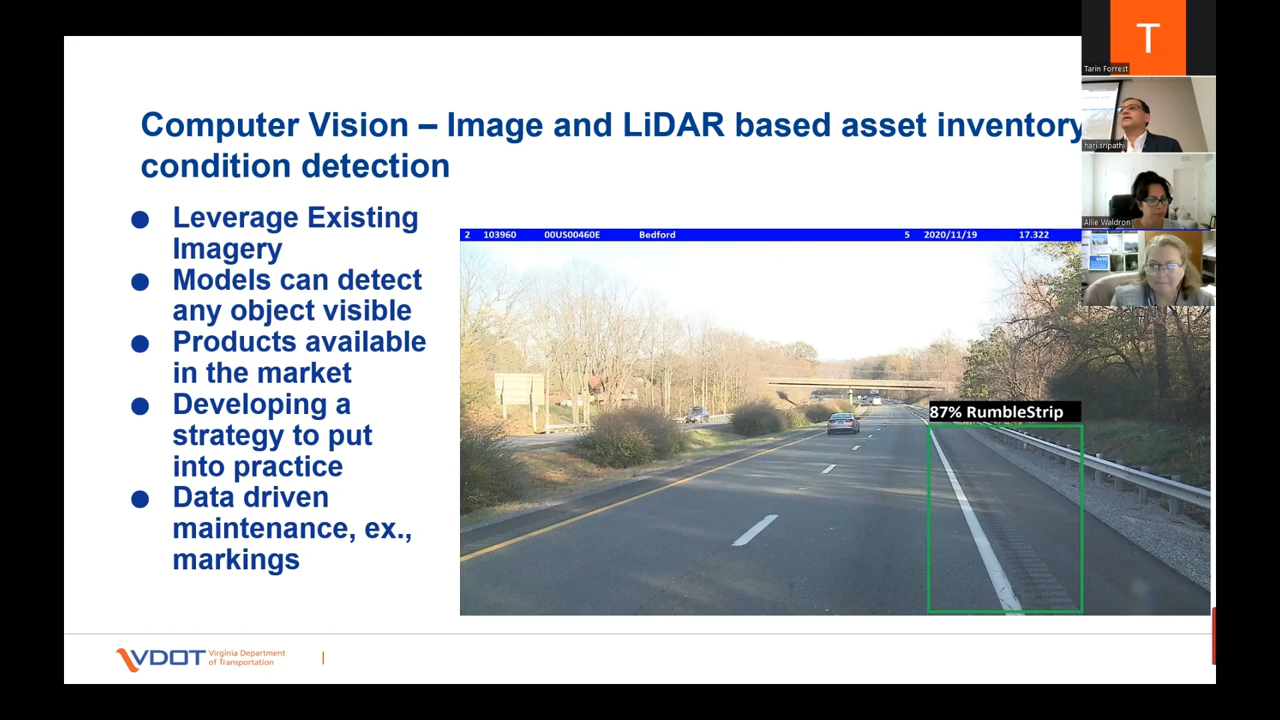 T
Tarin Forrest
hari.sripathi
Allie Waldron
Computer Vision – Image and LiDAR based asset inventory
condition detection
● Leverage Existing
Imagery
● Models can detect
any object visible
● Products available
in the market
● Developing a
strategy to put
into practice
● Data driven
maintenance, ex.,
markings
2 103960 00US00460E Bedford 5 2020/11/19 17.322
87% RumbleStrip
VDOT Virginia Department
of Transportation